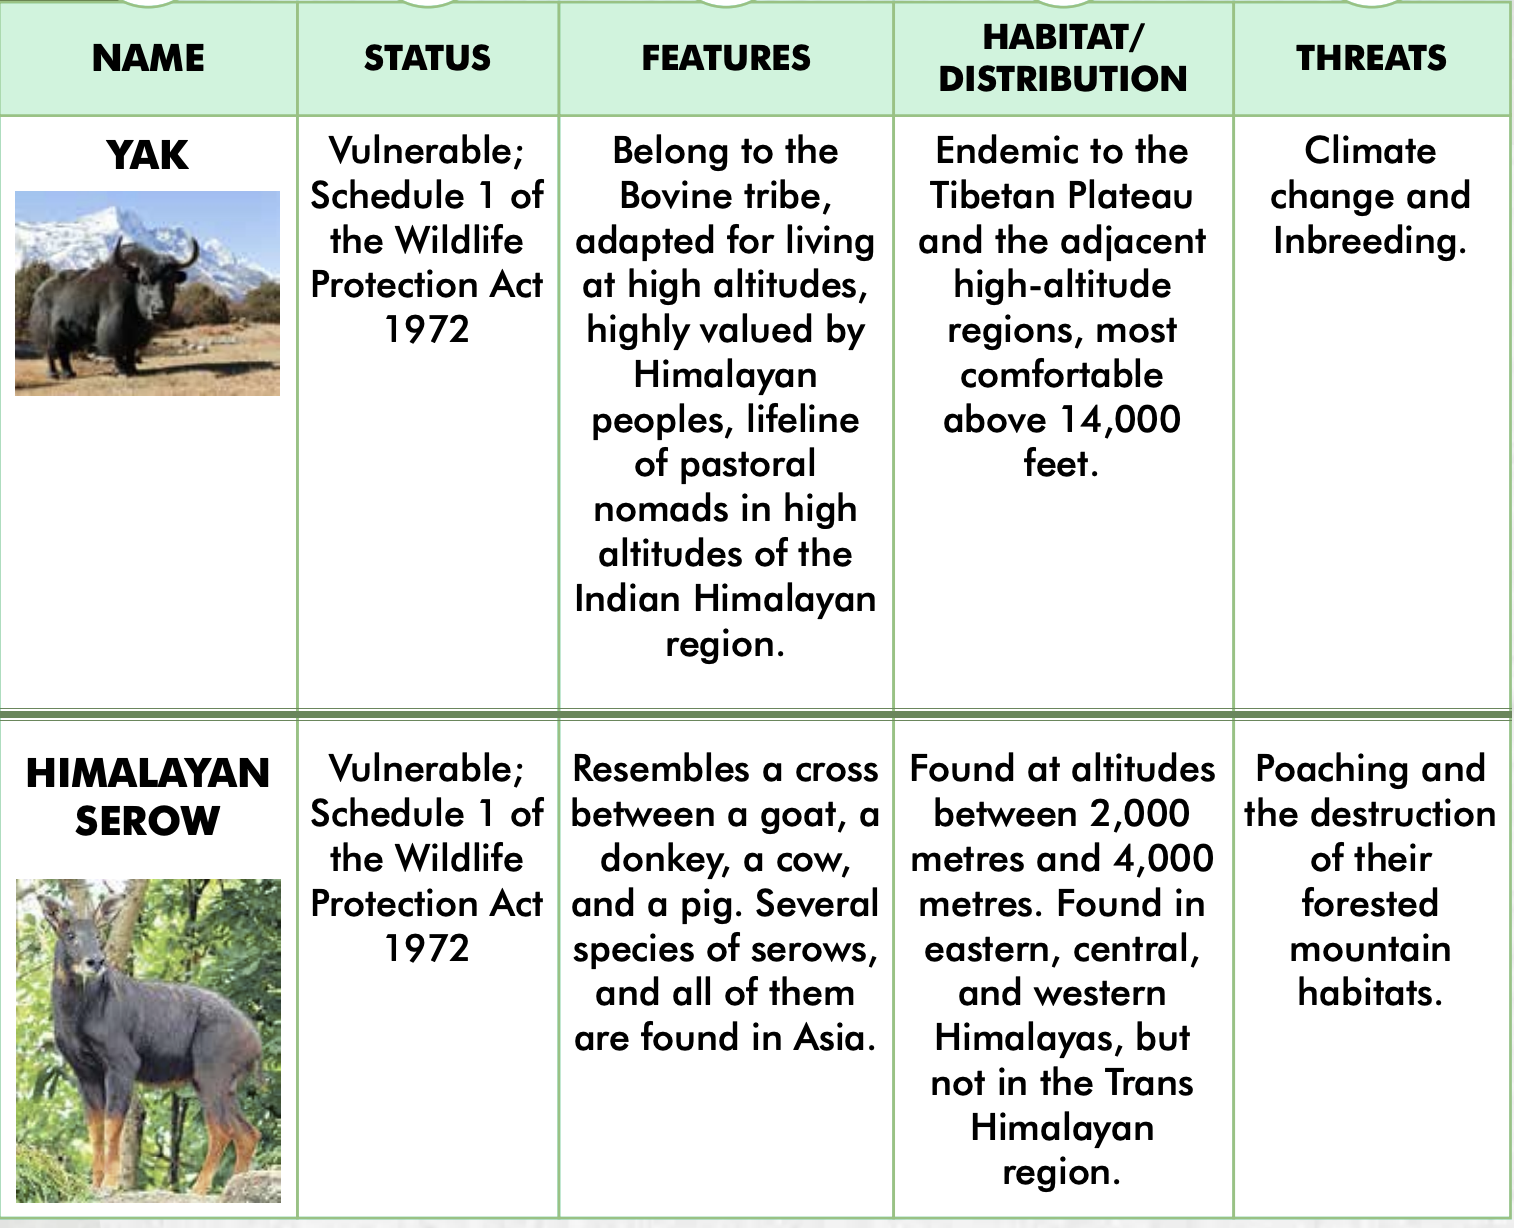 NAME
STATUS
FEATURES
HABITAT/
DISTRIBUTION
THREATS
YAK
Vulnerable;
Schedule 1 of
the Wildlife
Protection Act
1972
Belong to the
Bovine tribe,
adapted for living
at high altitudes,
highly valued by
Himalayan
peoples, lifeline
of pastoral
nomads in high
altitudes of the
Indian Himalayan
region.
Endemic to the
Tibetan Plateau
and the adjacent
high-altitude
regions, most
comfortable
above 14,000
feet.
Climate
change and
Inbreeding.
HIMALAYAN
SEROW
Vulnerable;
Schedule 1 of
the Wildlife
Protection Act
1972
Resembles a cross
between a goat, a
donkey, a cow,
and a pig. Several
species of serows,
and all of them
are found in Asia.
Found at altitudes
between 2,000
metres and 4,000
metres. Found in
eastern, central,
and western
Himalayas, but
not in the Trans
Himalayan
region.
Poaching and
the destruction
of their
forested
mountain
habitats.